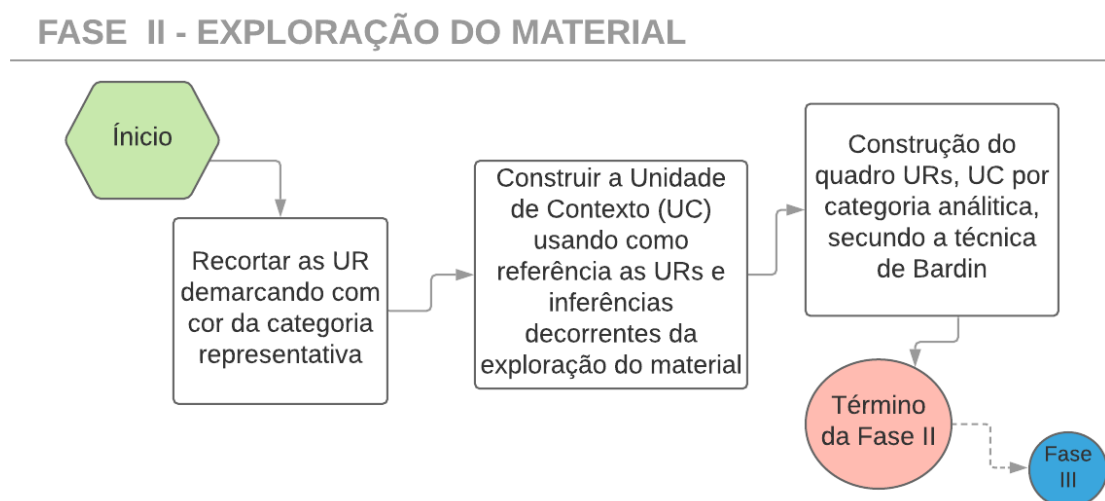 FASE II - EXPLORAÇÃO DO MATERIAL
Ínicio
Recortar as UR
demarcando com
cor da categoria
representativa
Construir a Unidade
de Contexto (UC)
usando como
referência as URs e
inferências
decorrentes da
exploração do material
Construção do
quadro URs, UC por
categoria análitica,
secundo a técnica
de Bardin
Término
da Fase II
Fase
III